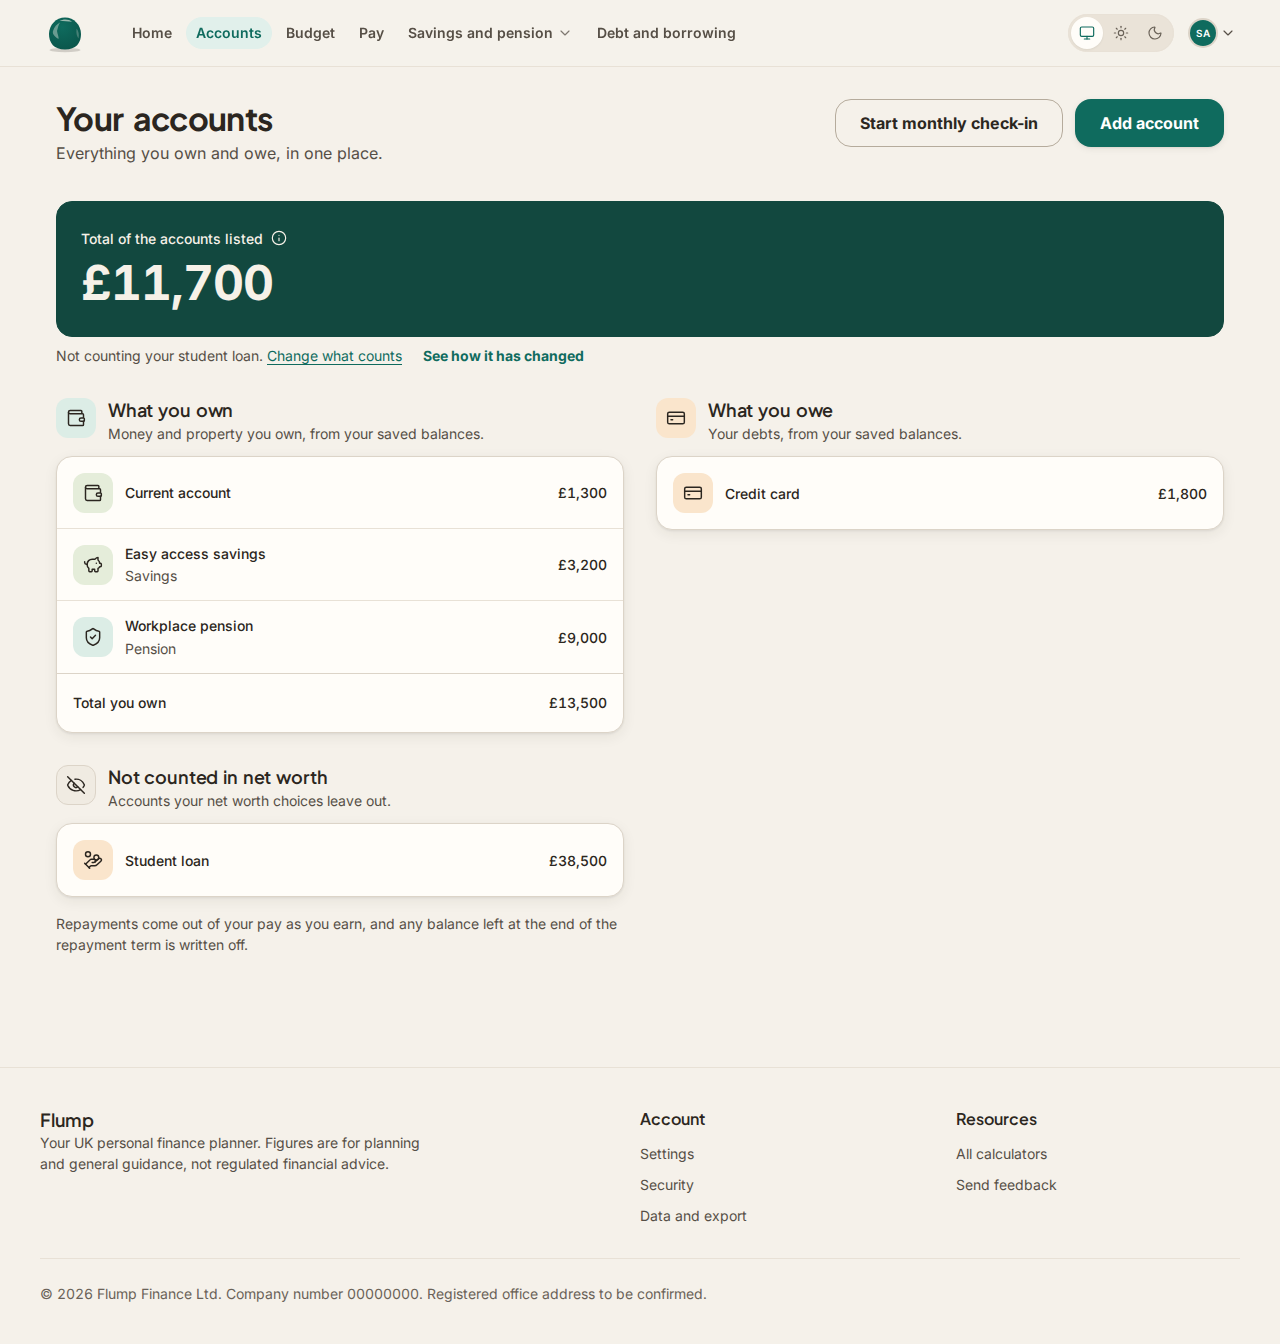 Home
Accounts
Budget
Pay
Savings and pension
Debt and borrowing
SA
Your accounts
Everything you own and owe, in one place.
Start monthly check-in
Add account
Total of the accounts listed
£11,700
Not counting your student loan. Change what counts
See how it has changed
What you own
Money and property you own, from your saved balances.
Current account
£1,300
Easy access savings
Savings
£3,200
Workplace pension
Pension
£9,000
Total you own
£13,500
What you owe
Your debts, from your saved balances.
Credit card
£1,800
Not counted in net worth
Accounts your net worth choices leave out.
Student loan
£38,500
Repayments come out of your pay as you earn, and any balance left at the end of the
repayment term is written off.
Flump
Your UK personal finance planner. Figures are for planning
and general guidance, not regulated financial advice.
Account
Settings
Security
Data and export
Resources
All calculators
Send feedback
© 2026 Flump Finance Ltd. Company number 00000000. Registered office address to be confirmed.